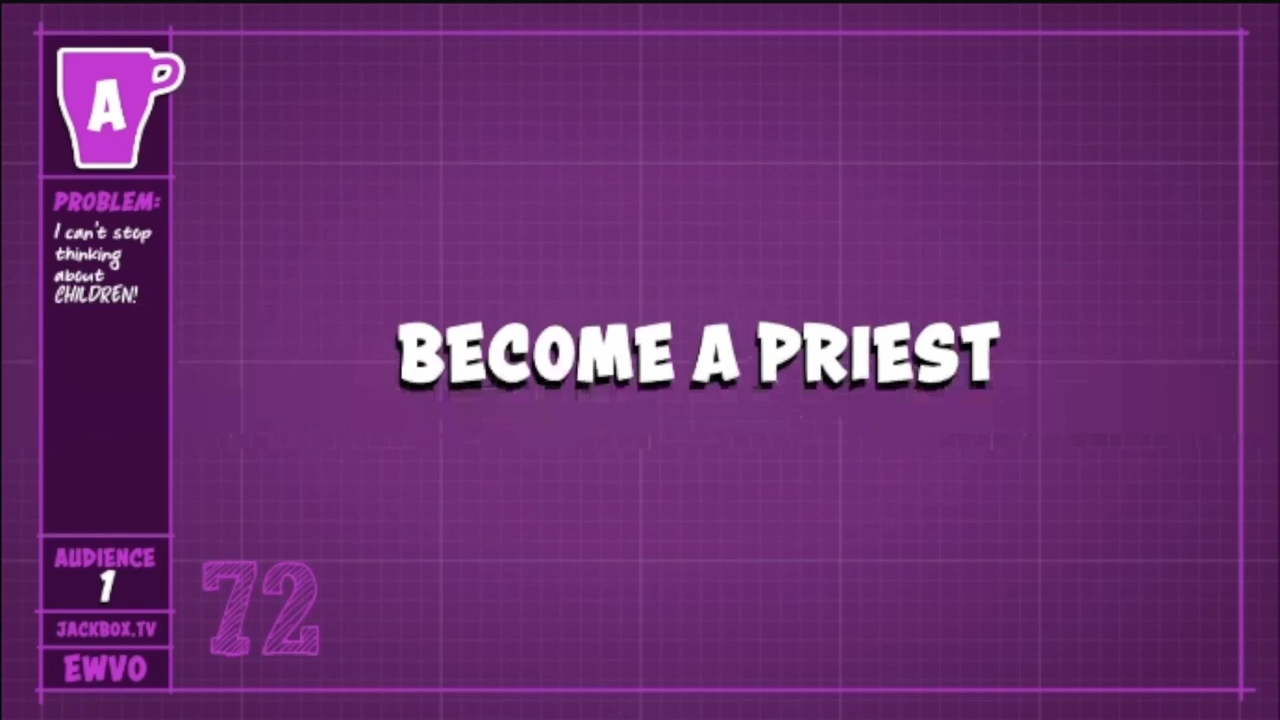 A
PROBLEM:
I can't stop
thinking
about
CHILDREN!
BECOME A PRIEST
AUDIENCE
1
72
JACKBOX.TV
EWVO